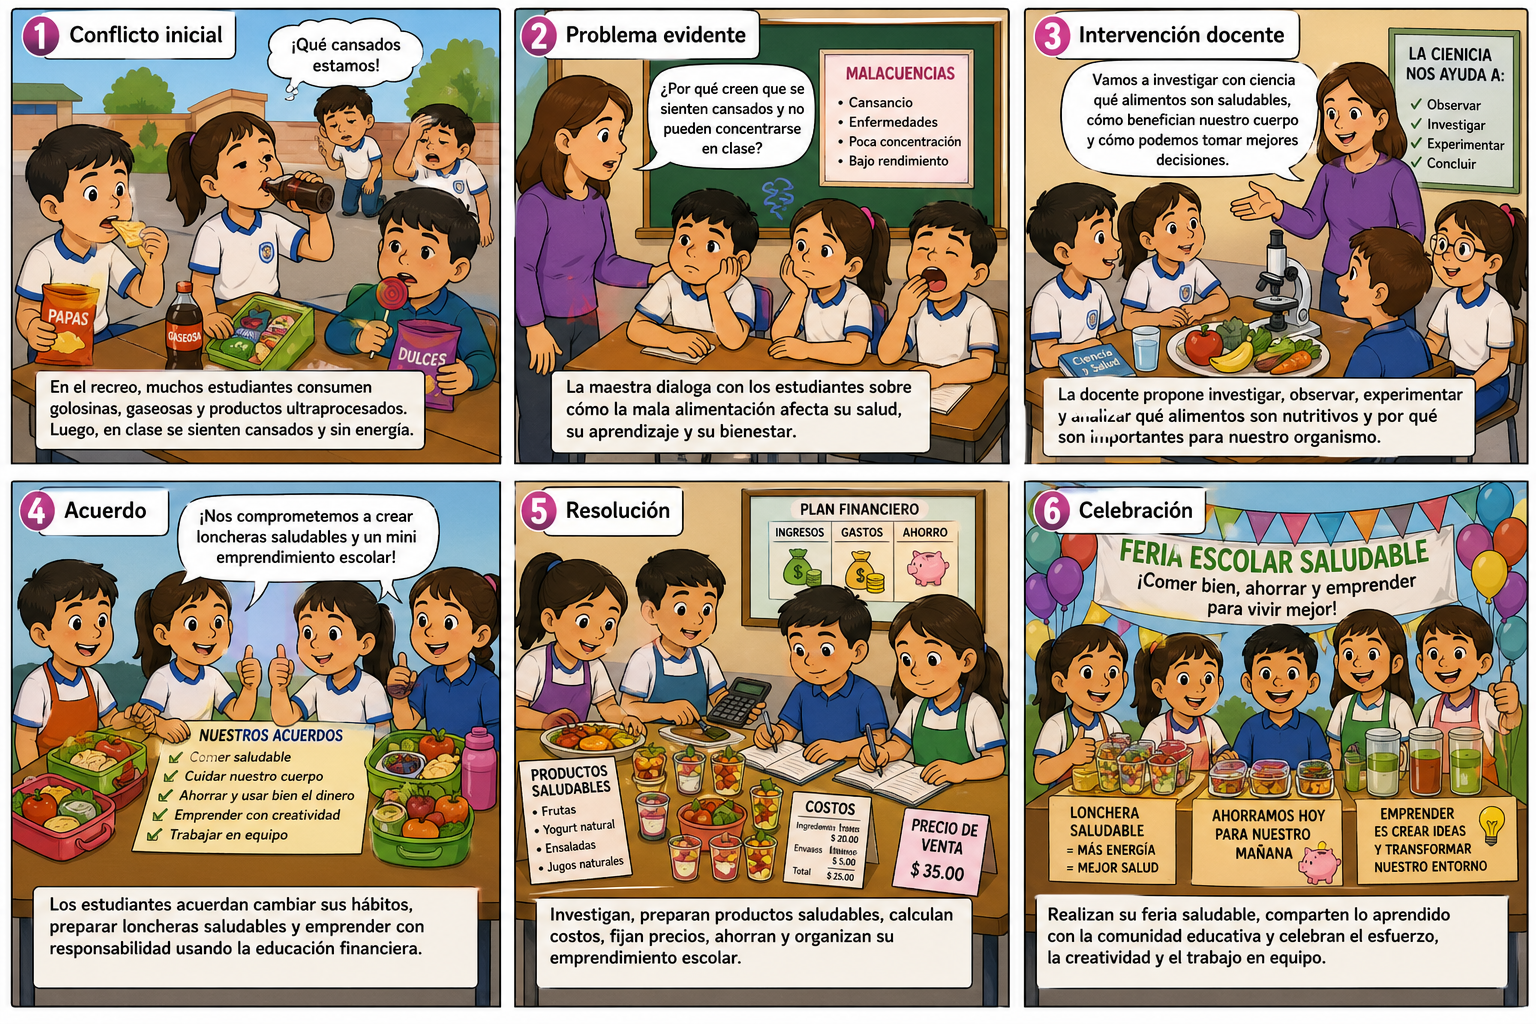 1 Conflicto inicial
¡Qué cansados
estamos!
PAPAS
GASEOSA
DULCES
En el recreo, muchos estudiantes consumen
golosinas, gaseosas y productos ultraprocesados.
Luego, en clase se sienten cansados y sin energía.
2 Problema evidente
¿Por qué creen que se
sienten cansados y no
pueden concentrarse
en clase?
MALACUENCIAS
• Cansancio
• Enfermedades
• Poca concentración
• Bajo rendimiento
La maestra dialoga con los estudiantes sobre
cómo la mala alimentación afecta su salud,
su aprendizaje y su bienestar.
3 Intervención docente
Vamos a investigar con ciencia
qué alimentos son saludables,
cómo benefician nuestro cuerpo
y cómo podemos tomar mejores
decisiones.
LA CIENICIA
NOS AYUDA A:
✓ Observar
✓ Investigar
✓ Experimentar
✓ Concluir
Ciencia
y Salud
La docente propone investigar, observar, experimentar
y analizar qué alimentos son nutritivos y por qué
son importantes para nuestro organismo.
4 Acuerdo
¡Nos comprometemos a crear
loncheras saludables y un mini
emprendimiento escolar!
NUESTROS ACUERDOS
✓ Comer saludable
✓ Cuidar nuestro cuerpo
✓ Ahorrar y usar bien el dinero
✓ Emprender con creatividad
✓ Trabajar en equipo
Los estudiantes acuerdan cambiar sus hábitos,
preparar loncheras saludables y emprender con
responsabilidad usando la educación financiera.
5 Resolución
PLAN FINANCIERO
INGRESOS GASTOS AHORRO
$ $
PRODUCTOS
SALUDABLES
• Frutas
• Yogurt natural
• Ensaladas
• Jugos naturales
COSTOS
$ 20.00
$ 5.00
Total $ 25.00
PRECIO DE
VENTA
$ 35.00
Investigan, preparan productos saludables, calculan
costos, fijan precios, ahorran y organizan su
emprendimiento escolar.
6 Celebración
FERIA ESCOLAR SALUDABLE
¡Comer bien, ahorrar y emprender
para vivir mejor!
LONCHERA
SALUDABLE
= MÁS ENERGÍA
= MEJOR SALUD
AHORRAMOS HOY
PARA NUESTRO
MAÑANA
EMPRENDER
ES CREAR IDEAS
Y TRANSFORMAR
NUESTRO ENTORNO
Realizan su feria saludable, comparten lo aprendido
con la comunidad educativa y celebran el esfuerzo,
la creatividad y el trabajo en equipo.